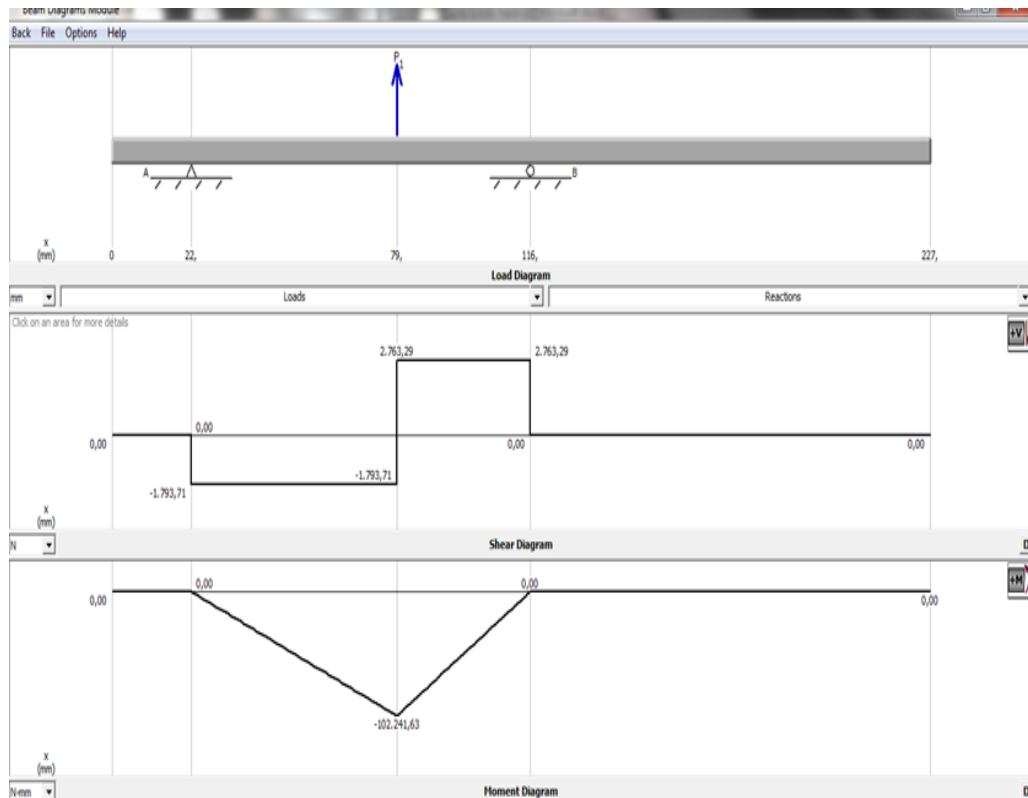 Beam Diagrams Module
Back File Options Help
P1
A
B
x
(mm)
0 22, 79, 116, 227,
Load Diagram
mm Loads Reactions
Click on an area for more details
+V
2.763,29 2.763,29
0,00
0,00 0,00 0,00
-1.793,71
-1.793,71
x
(mm)
N Shear Diagram D
+M
0,00 0,00
0,00 0,00
-102.241,63
x
(mm)
N-mm Moment Diagram D